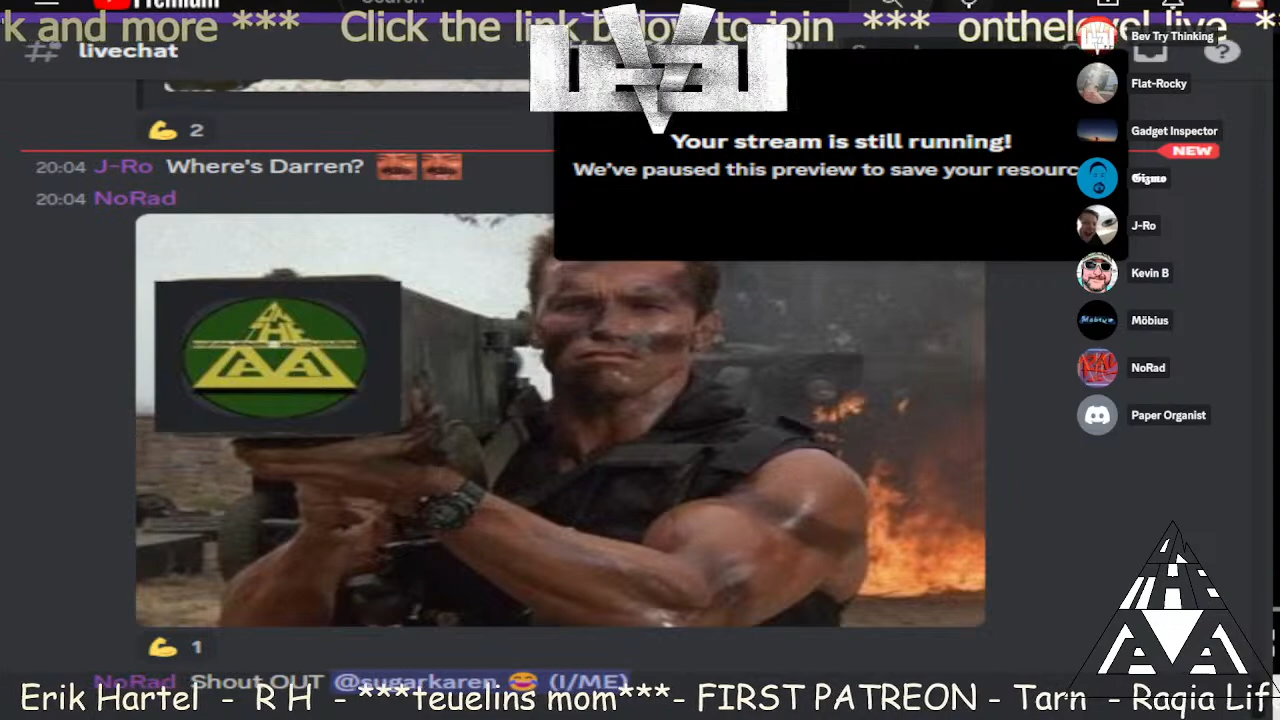 Premium
Search
k and more *** Click the link below to join *** onthelevel.live
# livechat
Bev Try Thinking
Flat-Rocky
2
Your stream is still running!
Gadget Inspector
NEW
20:04 J-Ro Where's Darren?
We've paused this preview to save your resourc
Gizmo
20:04 NoRad
J-Ro
Kevin B
Möbius
NoRad
Paper Organist
1
NoRad Shout OUT @sugarkaren. (I/ME)
Erik Hartel - R H - ***teuelins mom***- FIRST PATREON - Tarn - Raqia Lif